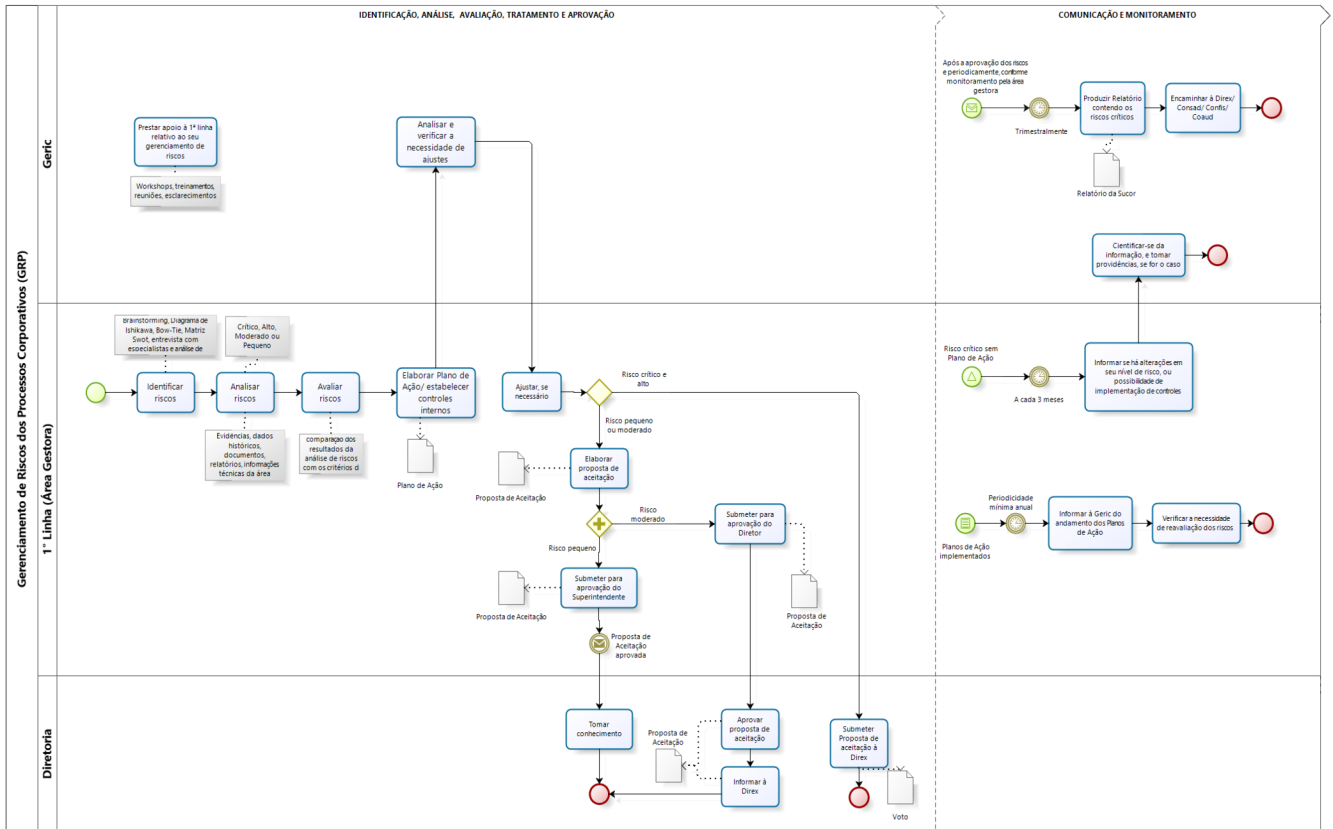 Gerenciamento de Riscos dos Processos Corporativos (GRP)
IDENTIFICAÇÃO, ANÁLISE, AVALIAÇÃO, TRATAMENTO E APROVAÇÃO
COMUNICAÇÃO E MONITORAMENTO
Geric
Prestar apoio à 1ª linha
relativo ao seu
gerenciamento de
riscos
Workshops, treinamentos,
reuniões, esclarecimentos
Analisar e
verificar a
necessidade de
ajustes
Após a aprovação dos riscos
e periodicamente, conforme
monitoramento pela área
gestora
Trimestralmente
Produzir Relatório
contendo os
riscos críticos
Encaminhar à Direx/
Consad/ Confis/
Coaud
Relatório da Sucor
Cientificar-se da
informação, e tomar
providências, se for o caso
1ª Linha (Área Gestora)
Brainstorming, Diagrama de
Ishikawa, Bow-Tie, Matriz
Swot, entrevista com
especialistas e análise de
Crítico, Alto,
Moderado ou
Pequeno
Identificar
riscos
Analisar
riscos
Avaliar
riscos
Elaborar Plano de
Ação/ estabelecer
controles
internos
Evidências, dados
históricos,
documentos,
relatórios, informações
técnicas da área
comparação dos
resultados da
análise de riscos
com os critérios d
Plano de Ação
Ajustar, se
necessário
Risco crítico e
alto
Risco pequeno
ou moderado
Elaborar
proposta de
aceitação
Proposta de Aceitação
Risco
moderado
Risco pequeno
Submeter para
aprovação do
Diretor
Submeter para
aprovação do
Superintendente
Proposta de Aceitação
Proposta de
Aceitação
Proposta de
Aceitação
aprovada
Risco crítico sem
Plano de Ação
A cada 3 meses
Informar se há alterações em
seu nível de risco, ou
possibilidade de
implementação de controles
Periodicidade
mínima anual
Planos de Ação
implementados
Informar à Geric do
andamento dos Planos
de Ação
Verificar a necessidade
de reavaliação dos riscos
Diretoria
Tomar
conhecimento
Proposta de
Aceitação
Aprovar
proposta de
aceitação
Informar à
Direx
Submeter
Proposta de
aceitação à
Direx
Voto